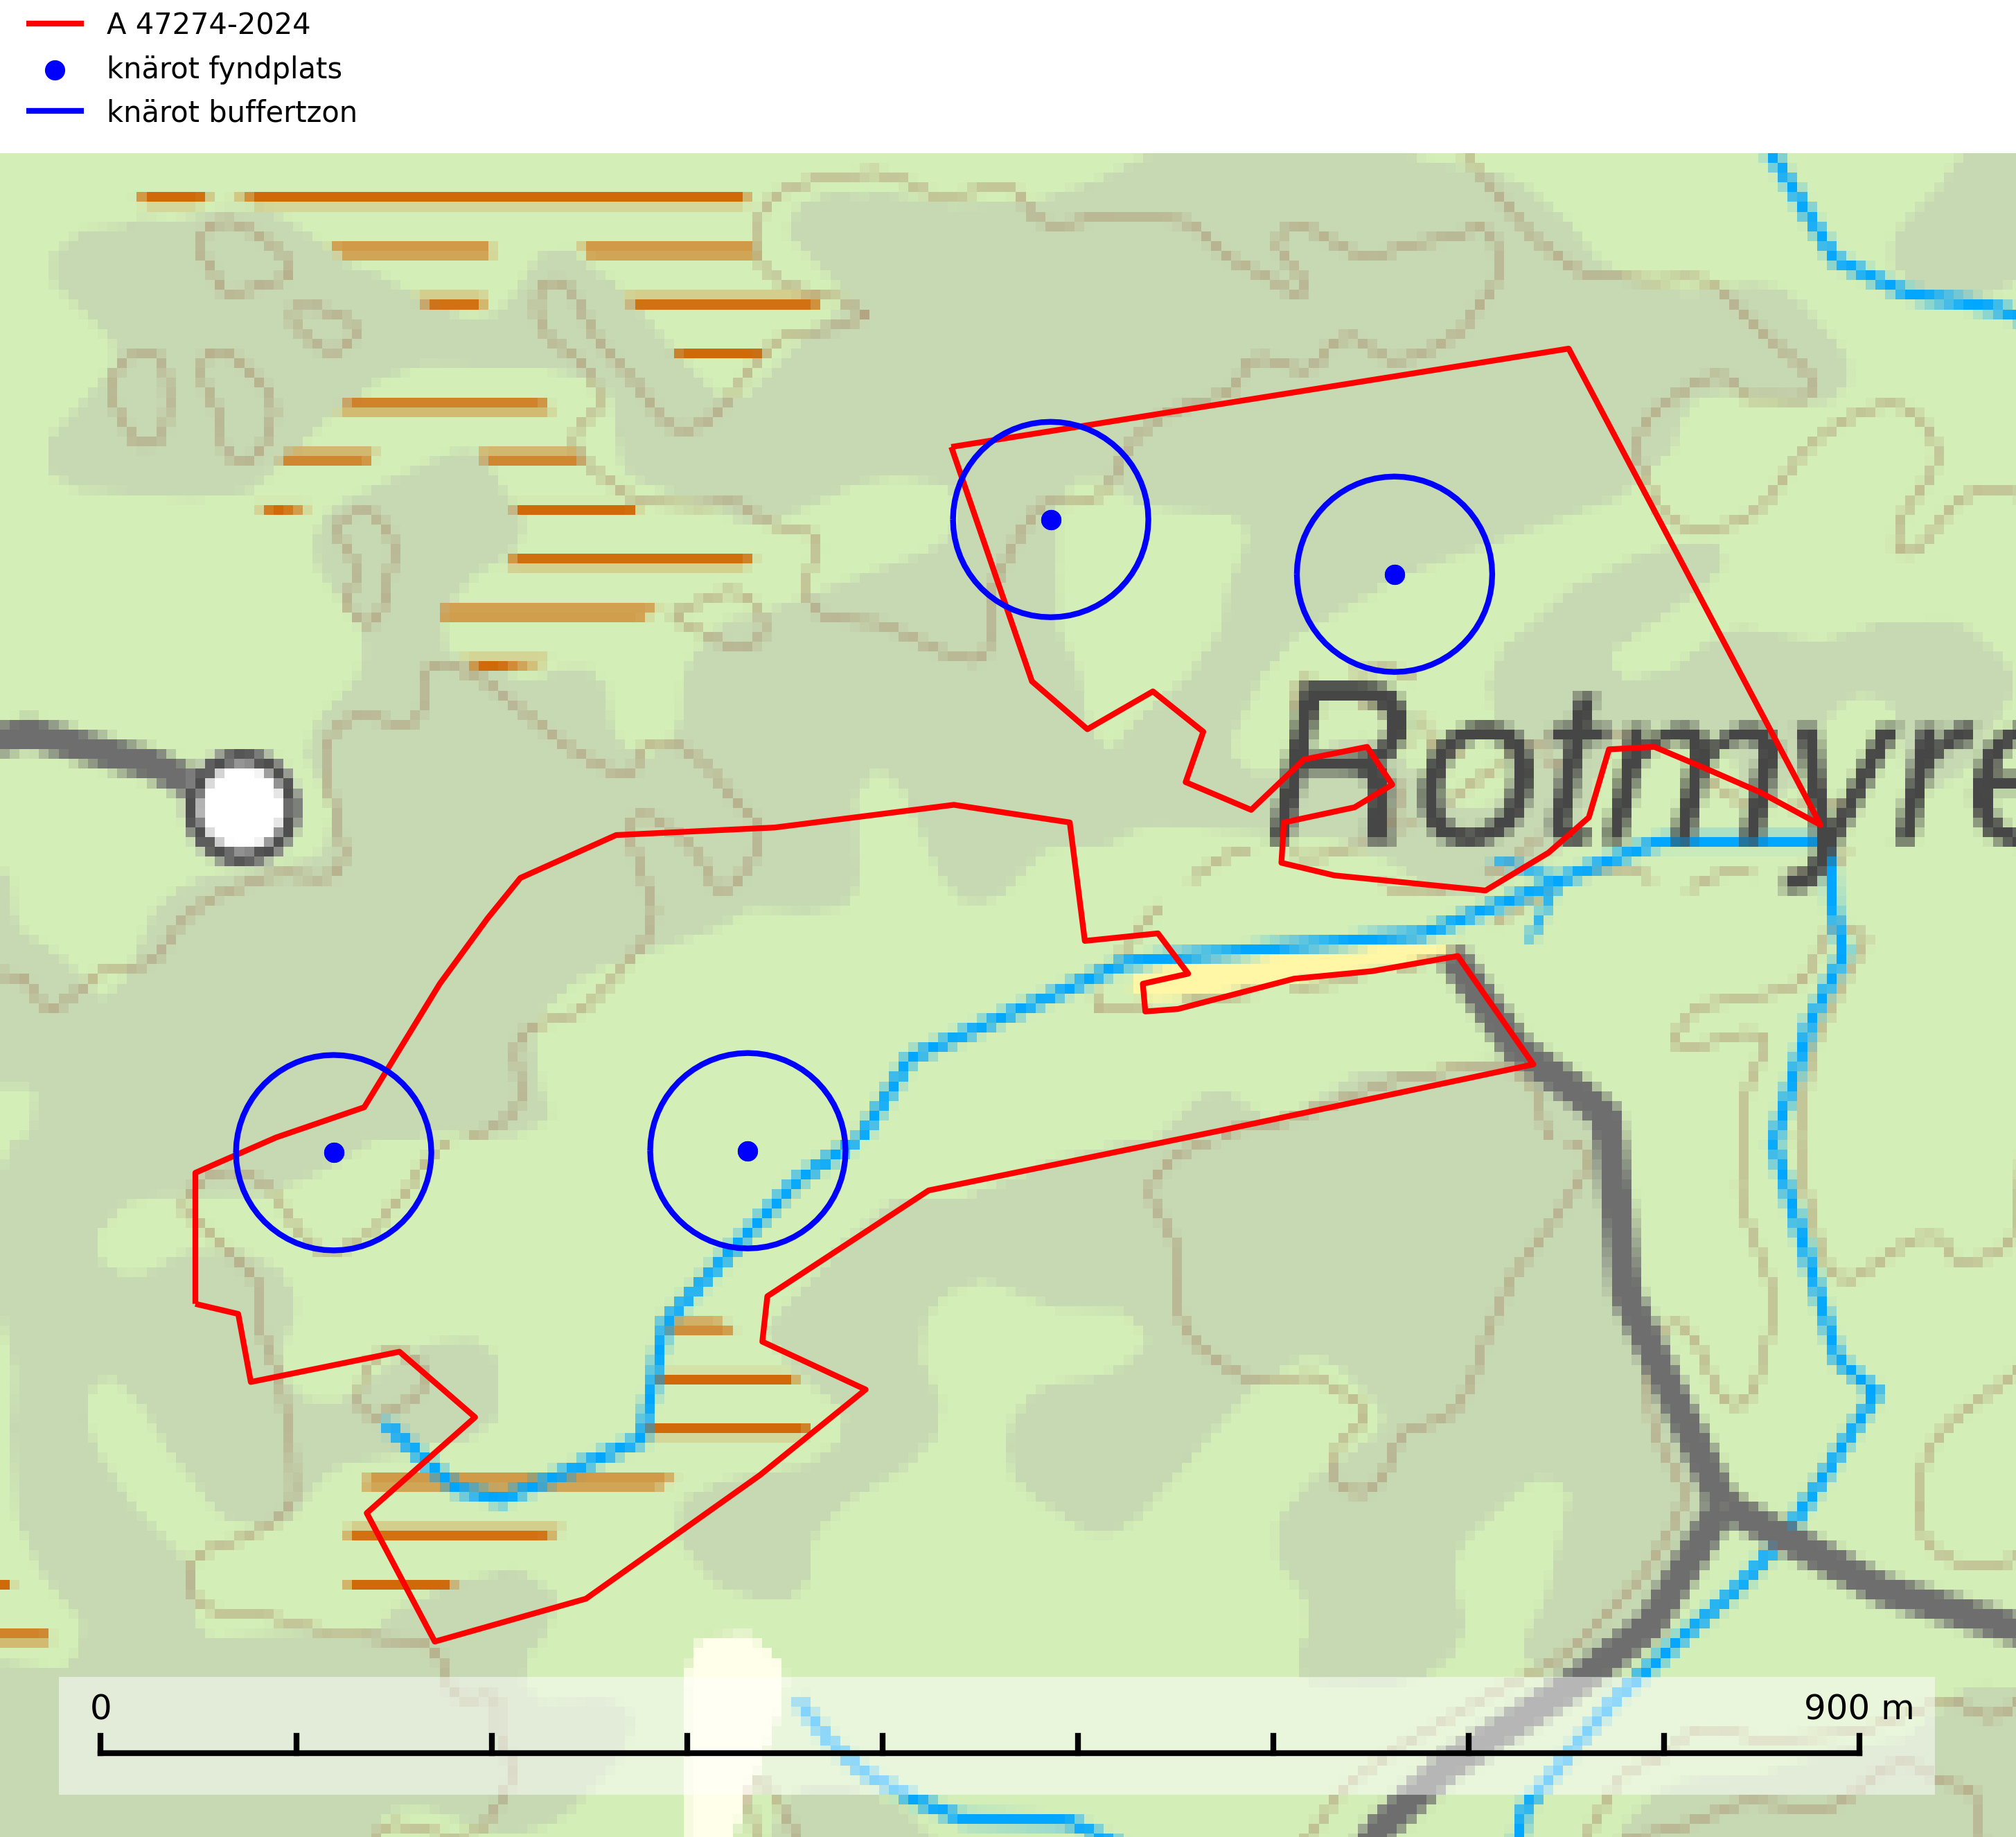 A 47274-2024
knärot fyndplats
knärot buffertzon
Rotmyre
0 900 m